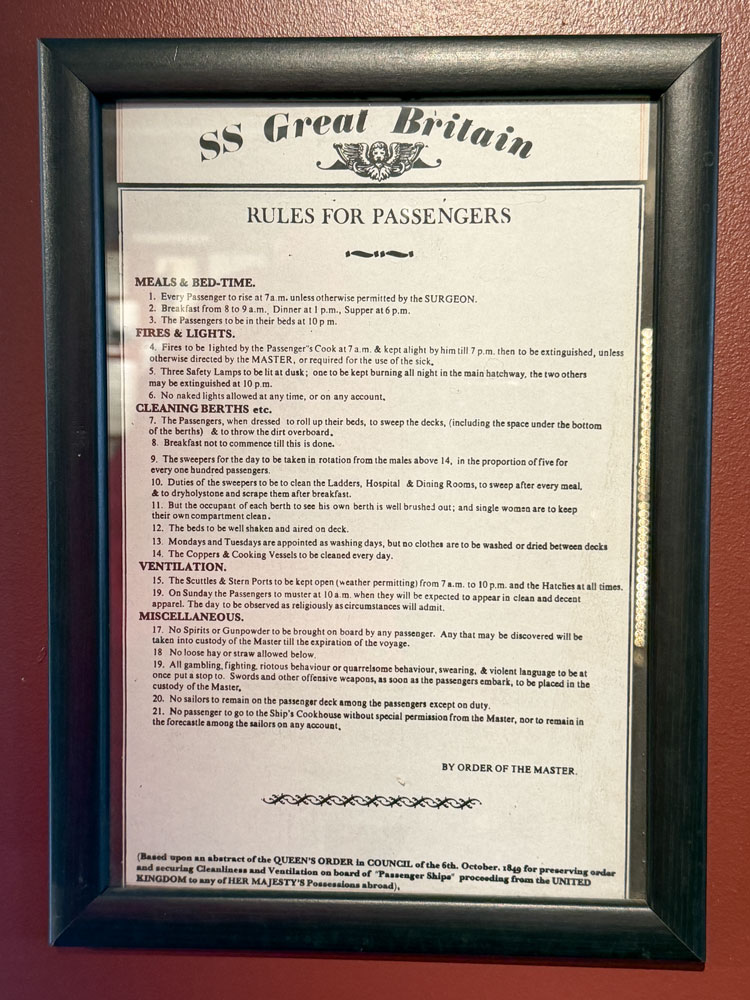 SS Great Britain
RULES FOR PASSENGERS
MEALS & BED-TIME.
1. Every Passenger to rise at 7a.m. unless otherwise permitted by the SURGEON.
2. Breakfast from 8 to 9 a.m., Dinner at 1 p.m., Supper at 6 p.m.
3. The Passengers to be in their beds at 10 p m.
FIRES & LIGHTS.
4. Fires to be lighted by the Passenger"s Cook at 7 a.m. & kept alight by him till 7 p.m. then to be extinguished, unless
otherwise directed by the MASTER, or required for the use of the sick.
5. Three Safety Lamps to be lit at dusk; one to be kept burning all night in the main hatchway, the two others
may be extinguished at 10 p.m.
6. No naked lights allowed at any time, or on any account.
CLEANING BERTHS etc.
7. The Passengers, when dressed to roll up their beds, to sweep the decks, (including the space under the bottom
of the berths) & to throw the dirt overboard.
8. Breakfast not to commence till this is done.
9. The sweepers for the day to be taken in rotation from the males above 14, in the proportion of five for
every one hundred passengers.
10. Duties of the sweepers to be to clean the Ladders, Hospital & Dining Rooms, to sweep after every meal,
& to dryholystone and scrape them after breakfast.
11. But the occupant of each berth to see his own berth is well brushed out; and single women are to keep
their own compartment clean.
12. The beds to be well shaken and aired on deck.
13. Mondays and Tuesdays are appointed as washing days, but no clothes are to be washed or dried between decks
14. The Coppers & Cooking Vessels to be cleaned every day.
VENTILATION.
15. The Scuttles & Stern Ports to be kept open (weather permitting) from 7 a.m. to 10 p.m. and the Hatches at all times.
19. On Sunday the Passengers to muster at 10 a.m. when they will be expected to appear in clean and decent
apparel. The day to be observed as religiously as circumstances will admit.
MISCELLANEOUS.
17. No Spirits or Gunpowder to be brought on board by any passenger. Any that may be discovered will be
taken into custody of the Master till the expiration of the voyage.
18 No loose hay or straw allowed below.
19. All gambling, fighting, riotous behaviour or quarrelsome behaviour, swearing, & violent language to be at
once put a stop to. Swords and other offensive weapons, as soon as the passengers embark, to be placed in the
custody of the Master.
20. No sailors to remain on the passenger deck among the passengers except on duty.
21. No passenger to go to the Ship's Cookhouse without special permission from the Master, nor to remain in
the forecastle among the sailors on any account.
BY ORDER OF THE MASTER.
(Based upon an abstract of the QUEEN'S ORDER in COUNCIL of the 6th. October. 1849 for preserving order
and securing Cleanliness and Ventilation on board of "Passenger Ships" proceeding from the UNITED
KINGDOM to any of HER MAJESTY'S Possessions abroad).